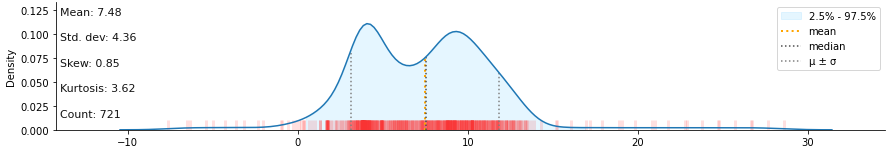 Mean: 7.48
Std. dev: 4.36
Skew: 0.85
Kurtosis: 3.62
Count: 721
Density
0.125
0.100
0.075
0.050
0.025
0.000
−10
0
10
20
30
2.5% - 97.5%
mean
median
μ ± σ